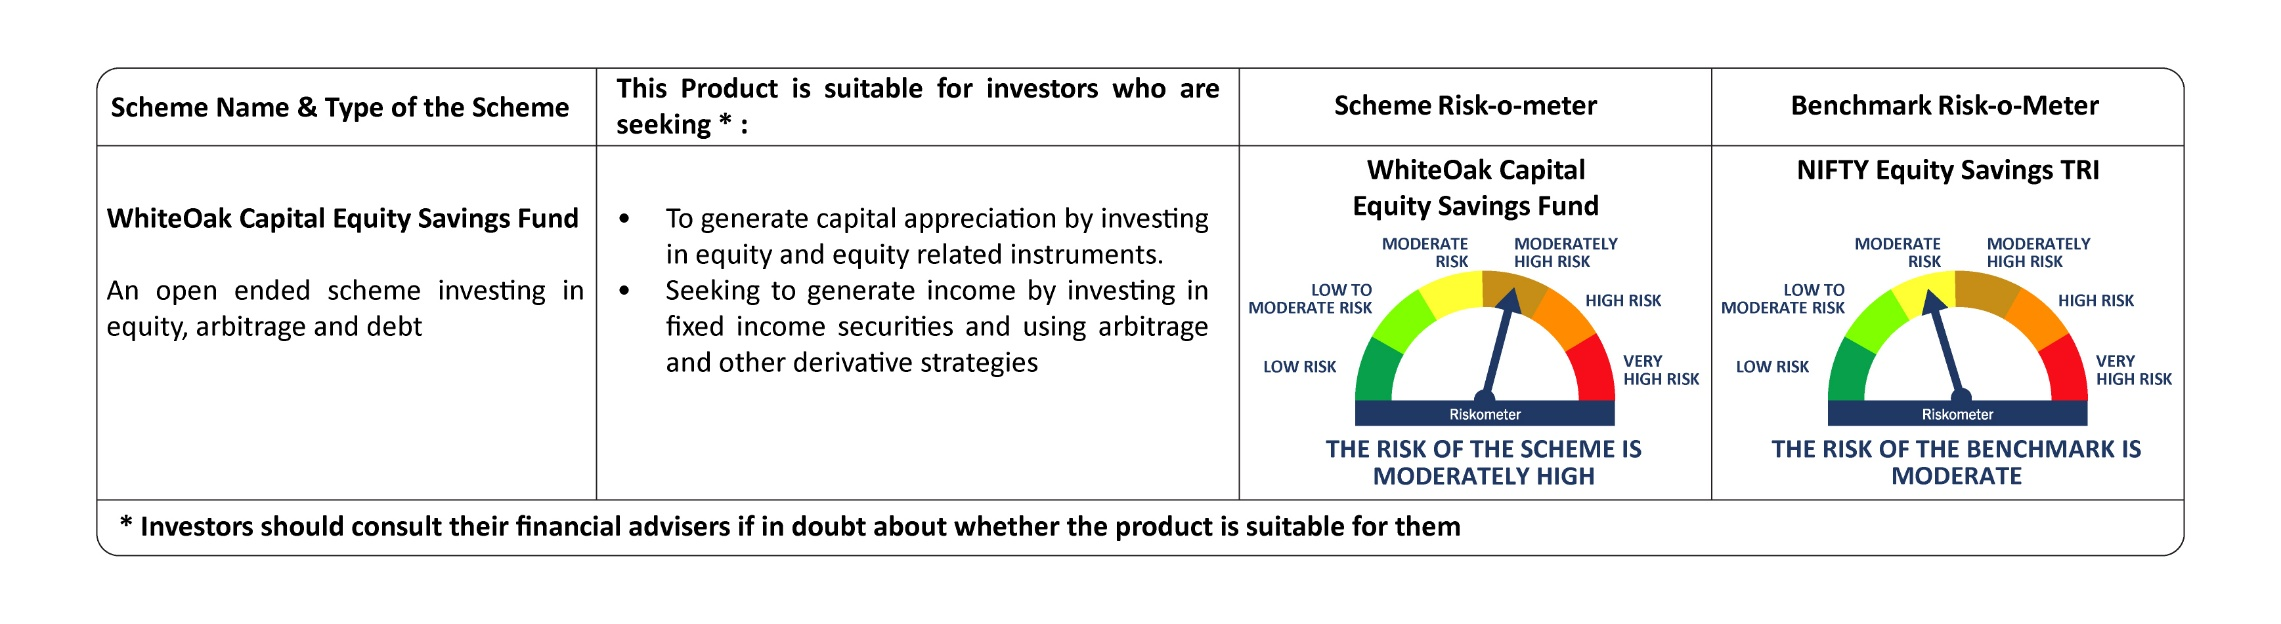 Scheme Name & Type of the Scheme
This Product is suitable for investors who are
seeking * :
Scheme Risk-o-meter
Benchmark Risk-o-Meter
WhiteOak Capital Equity Savings Fund
An open ended scheme investing in
equity, arbitrage and debt
• To generate capital appreciation by investing
in equity and equity related instruments.
• Seeking to generate income by investing in
fixed income securities and using arbitrage
and other derivative strategies
WhiteOak Capital
Equity Savings Fund
MODERATE
RISK
MODERATELY
HIGH RISK
LOW TO
MODERATE RISK
HIGH RISK
LOW RISK
VERY
HIGH RISK
Riskometer
THE RISK OF THE SCHEME IS
MODERATELY HIGH
NIFTY Equity Savings TRI
MODERATE
RISK
MODERATELY
HIGH RISK
LOW TO
MODERATE RISK
HIGH RISK
LOW RISK
VERY
HIGH RISK
Riskometer
THE RISK OF THE BENCHMARK IS
MODERATE
* Investors should consult their financial advisers if in doubt about whether the product is suitable for them